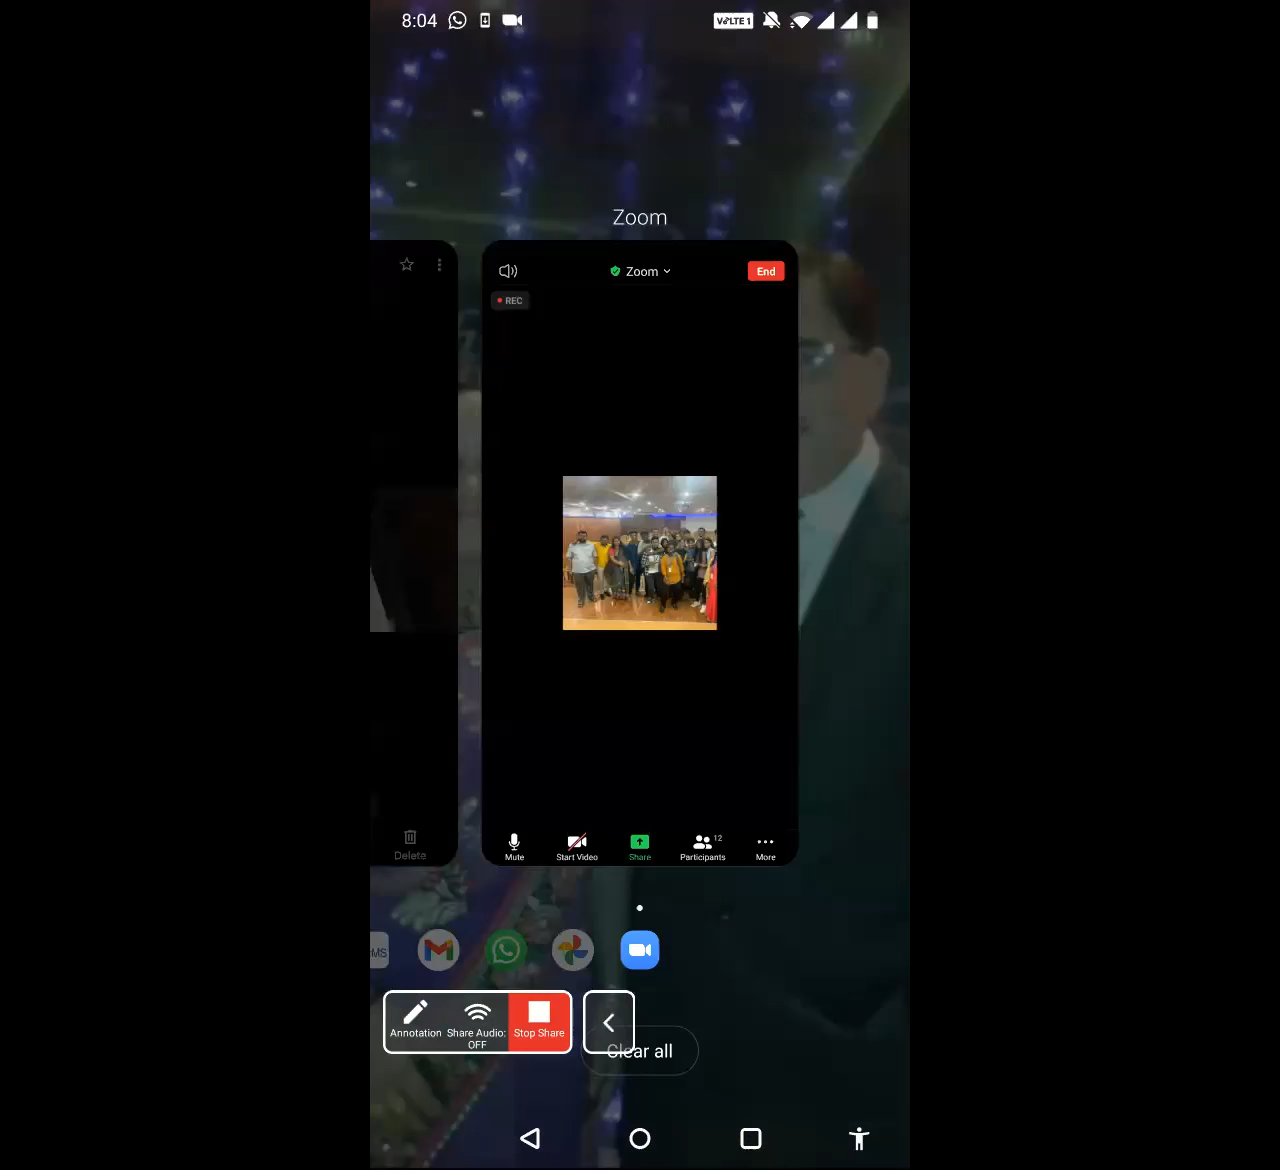 8:04
VoLTE 1
Zoom
Zoom
End
REC
Delete
Mute
Start Video
Share
Participants
12
More
MS
Annotation
Share Audio:
OFF
Stop Share
Clear all